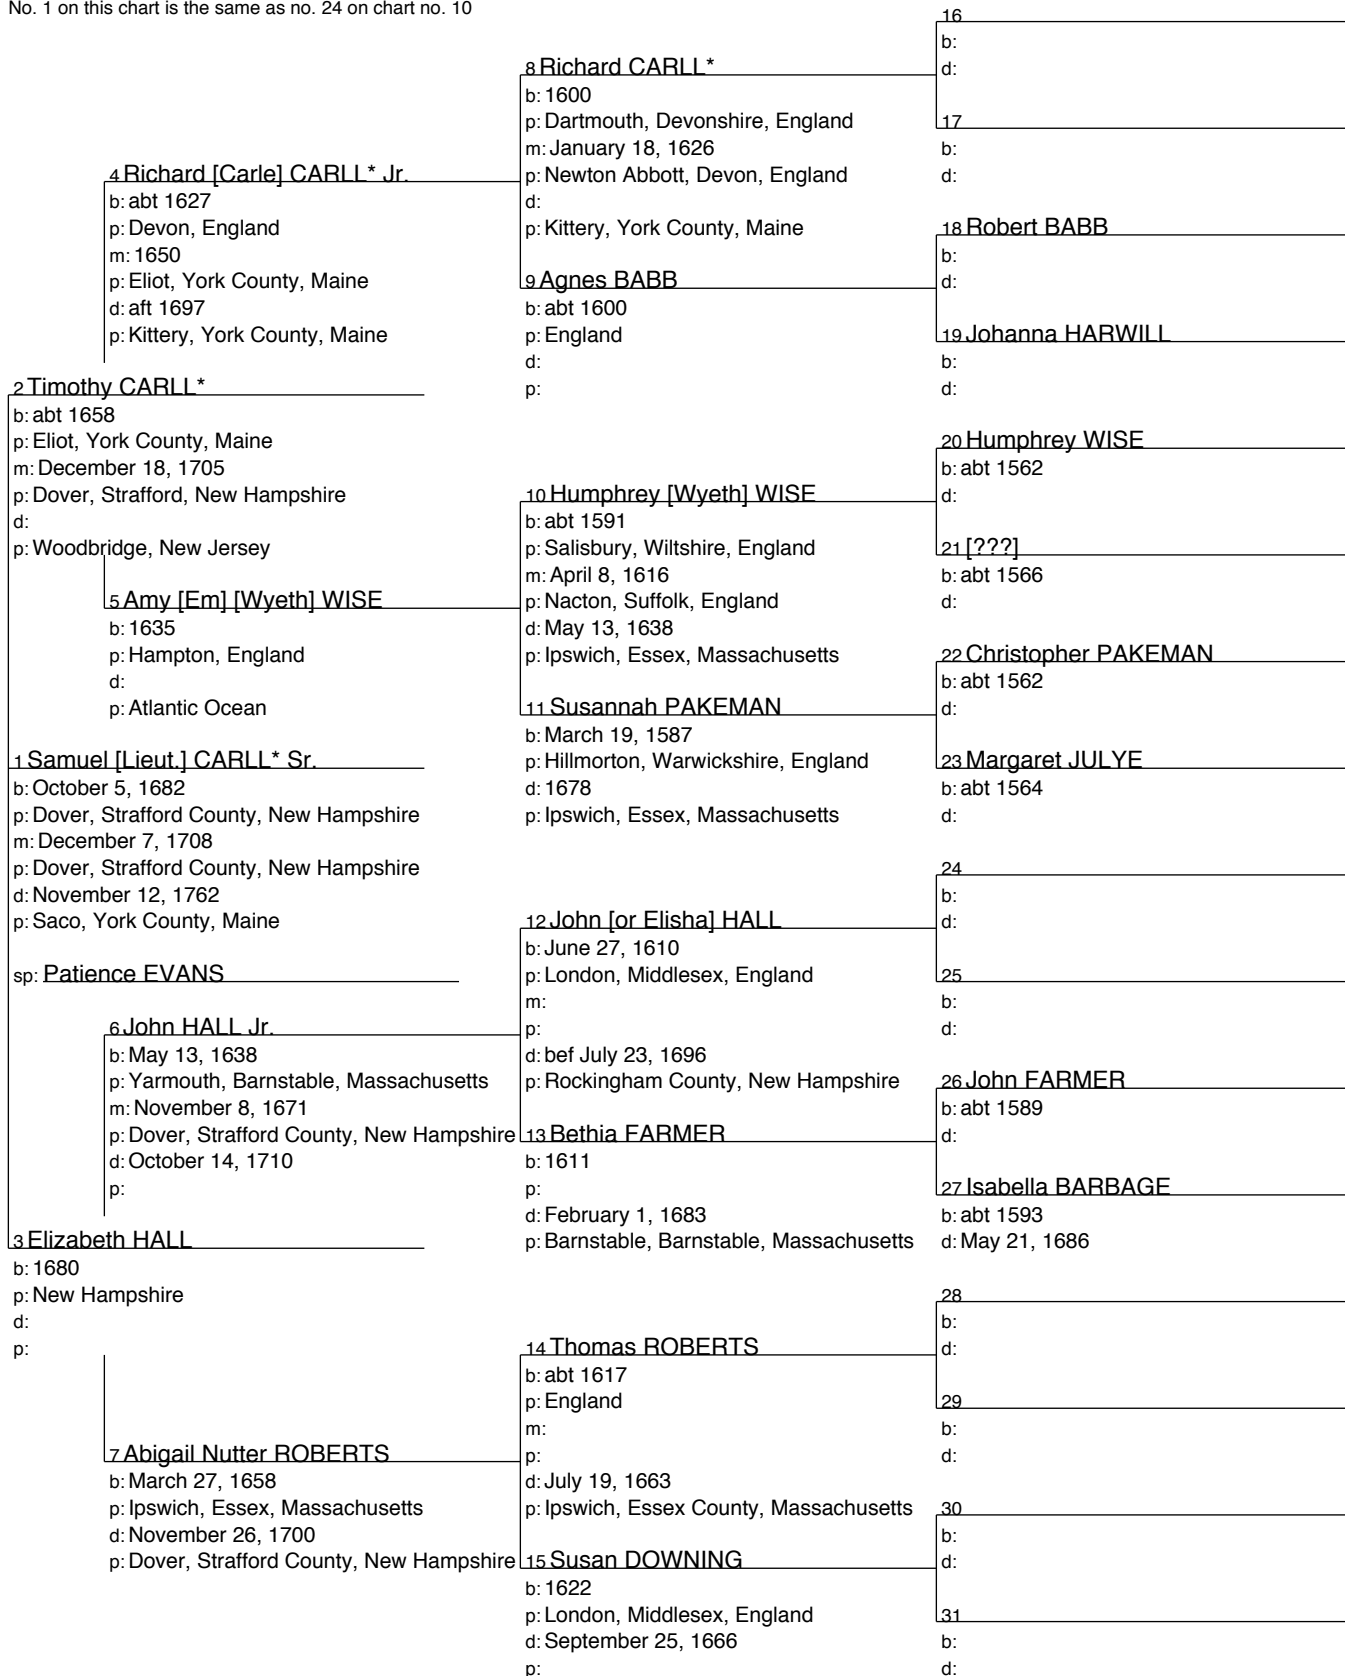 No. 1 on this chart is the same as no. 24 on chart no. 10
16
b:
d:
8 Richard CARLL*
b: 1600
p: Dartmouth, Devonshire, England
m: January 18, 1626
p: Newton Abbott, Devon, England
d:
p: Kittery, York County, Maine
17
b:
d:
4 Richard [Carle] CARLL* Jr.
b: abt 1627
p: Devon, England
m: 1650
p: Eliot, York County, Maine
d: aft 1697
p: Kittery, York County, Maine
18 Robert BABB
b:
d:
9 Agnes BABB
b: abt 1600
p: England
d:
p:
19 Johanna HARWILL
b:
d:
2 Timothy CARLL*
b: abt 1658
p: Eliot, York County, Maine
m: December 18, 1705
p: Dover, Strafford, New Hampshire
d:
p: Woodbridge, New Jersey
20 Humphrey WISE
b: abt 1562
d:
10 Humphrey [Wyeth] WISE
b: abt 1591
p: Salisbury, Wiltshire, England
m: April 8, 1616
p: Nacton, Suffolk, England
d: May 13, 1638
p: Ipswich, Essex, Massachusetts
21 [???]
b: abt 1566
d:
5 Amy [Em] [Wyeth] WISE
b: 1635
p: Hampton, England
d:
p: Atlantic Ocean
22 Christopher PAKEMAN
b: abt 1562
d:
11 Susannah PAKEMAN
b: March 19, 1587
p: Hillmorton, Warwickshire, England
d: 1678
p: Ipswich, Essex, Massachusetts
23 Margaret JULYE
b: abt 1564
d:
1 Samuel [Lieut.] CARLL* Sr.
b: October 5, 1682
p: Dover, Strafford County, New Hampshire
m: December 7, 1708
p: Dover, Strafford County, New Hampshire
d: November 12, 1762
p: Saco, York County, Maine
sp: Patience EVANS
24
b:
d:
12 John [or Elisha] HALL
b: June 27, 1610
p: London, Middlesex, England
m:
p:
d: bef July 23, 1696
p: Rockingham County, New Hampshire
25
b:
d:
6 John HALL Jr.
b: May 13, 1638
p: Yarmouth, Barnstable, Massachusetts
m: November 8, 1671
p: Dover, Strafford County, New Hampshire
d: October 14, 1710
p:
26 John FARMER
b: abt 1589
d:
13 Bethia FARMER
b: 1611
p:
d: February 1, 1683
p: Barnstable, Barnstable, Massachusetts
27 Isabella BARBAGE
b: abt 1593
d: May 21, 1686
3 Elizabeth HALL
b: 1680
p: New Hampshire
d:
p:
28
b:
d:
14 Thomas ROBERTS
b: abt 1617
p: England
m:
p:
d: July 19, 1663
p: Ipswich, Essex County, Massachusetts
29
b:
d:
7 Abigail Nutter ROBERTS
b: March 27, 1658
p: Ipswich, Essex, Massachusetts
d: November 26, 1700
p: Dover, Strafford County, New Hampshire
30
b:
d:
15 Susan DOWNING
b: 1622
p: London, Middlesex, England
d: September 25, 1666
p:
31
b:
d: